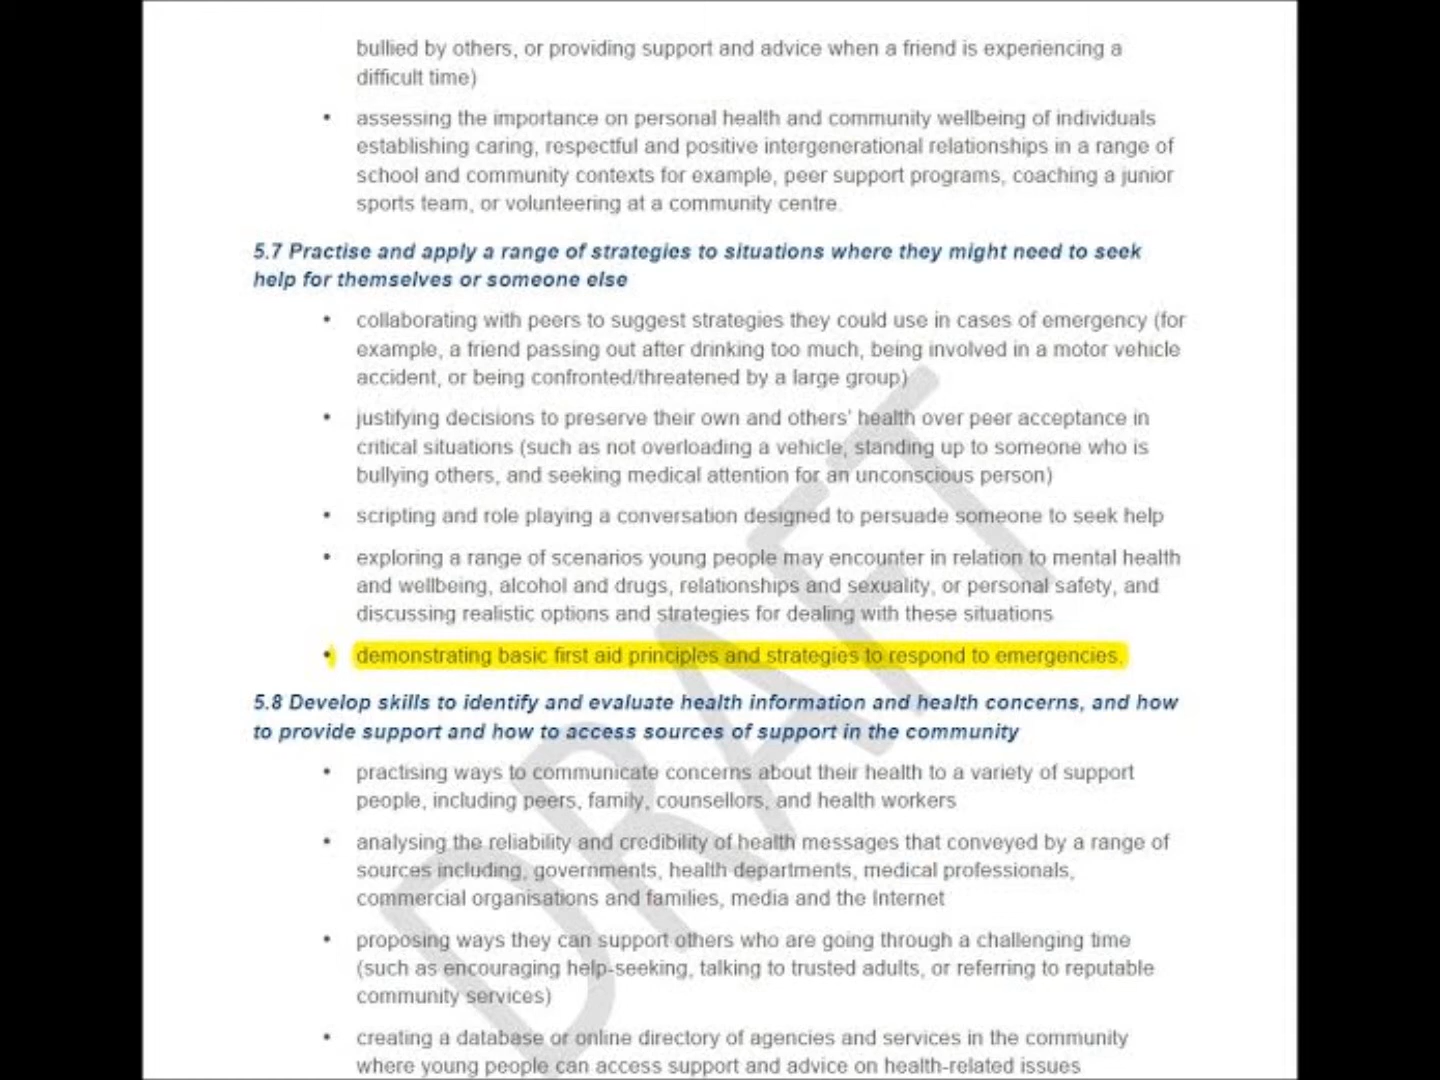 bullied by others, or providing support and advice when a friend is experiencing a
difficult time)
• assessing the importance on personal health and community wellbeing of individuals
establishing caring, respectful and positive intergenerational relationships in a range of
school and community contexts for example, peer support programs, coaching a junior
sports team, or volunteering at a community centre.
5.7 Practise and apply a range of strategies to situations where they might need to seek
help for themselves or someone else
• collaborating with peers to suggest strategies they could use in cases of emergency (for
example, a friend passing out after drinking too much, being involved in a motor vehicle
accident, or being confronted/threatened by a large group)
• justifying decisions to preserve their own and others' health over peer acceptance in
critical situations (such as not overloading a vehicle, standing up to someone who is
bullying others, and seeking medical attention for an unconscious person)
• scripting and role playing a conversation designed to persuade someone to seek help
• exploring a range of scenarios young people may encounter in relation to mental health
and wellbeing, alcohol and drugs, relationships and sexuality, or personal safety, and
discussing realistic options and strategies for dealing with these situations
• demonstrating basic first aid principles and strategies to respond to emergencies.
5.8 Develop skills to identify and evaluate health information and health concerns, and how
to provide support and how to access sources of support in the community
• practising ways to communicate concerns about their health to a variety of support
people, including peers, family, counsellors, and health workers
• analysing the reliability and credibility of health messages that conveyed by a range of
sources including, governments, health departments, medical professionals,
commercial organisations and families, media and the Internet
• proposing ways they can support others who are going through a challenging time
(such as encouraging help-seeking, talking to trusted adults, or referring to reputable
community services)
• creating a database or online directory of agencies and services in the community
where young people can access support and advice on health-related issues
DRAFT